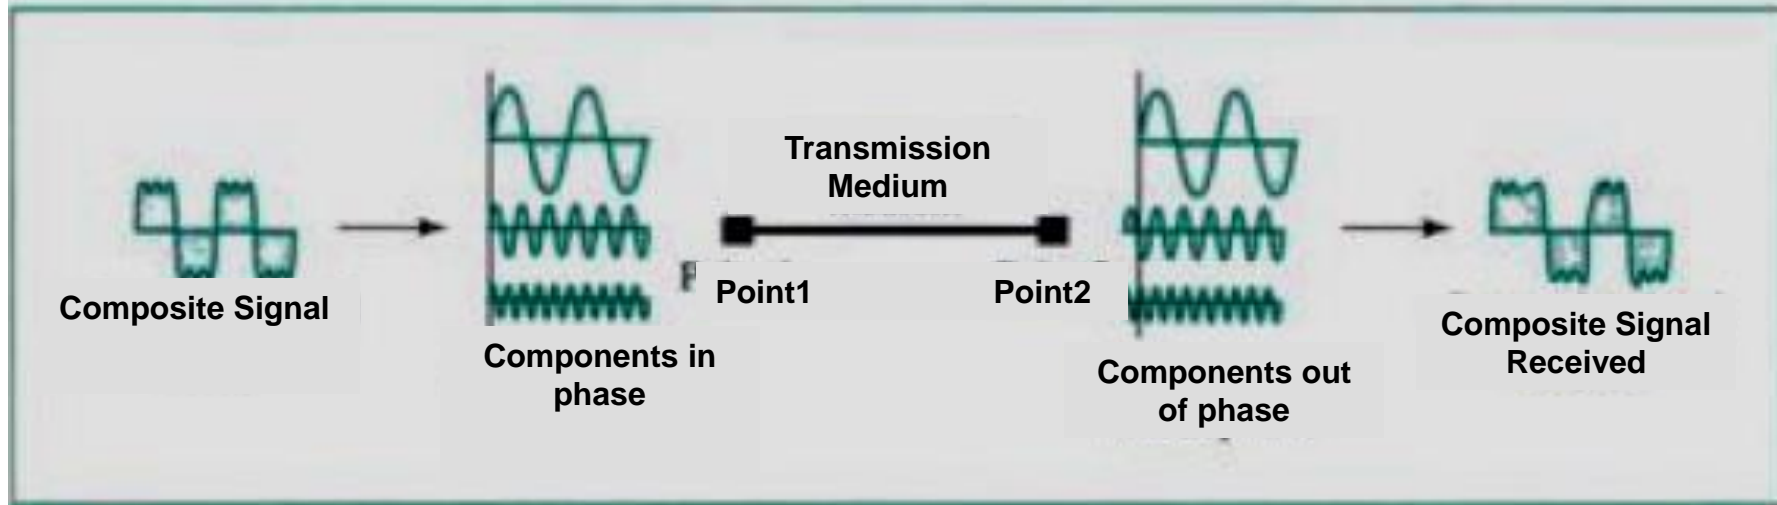 Transmission
Medium
Composite Signal
Point1
Point2
Components in
phase
Components out
of phase
Composite Signal
Received